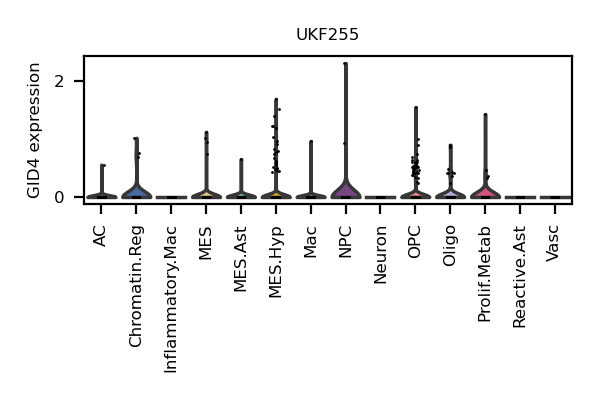 UKF255
GID4 expression
2
0
AC
Chromatin.Reg
Inflammatory.Mac
MES
MES.Ast
MES.Hyp
Mac
NPC
Neuron
OPC
Oligo
Prolif.Metab
Reactive.Ast
Vasc